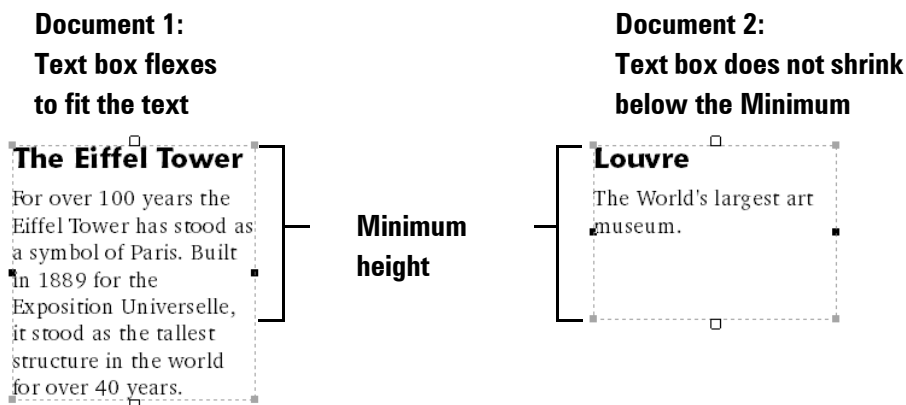 Document 1:
Text box flexes
to fit the text
Document 2:
Text box does not shrink
below the Minimum
The Eiffel Tower
For over 100 years the
Eiffel Tower has stood as
a symbol of Paris. Built
in 1889 for the
Exposition Universelle,
it stood as the tallest
structure in the world
for over 40 years.
Minimum
height
Louvre
The World's largest art
museum.